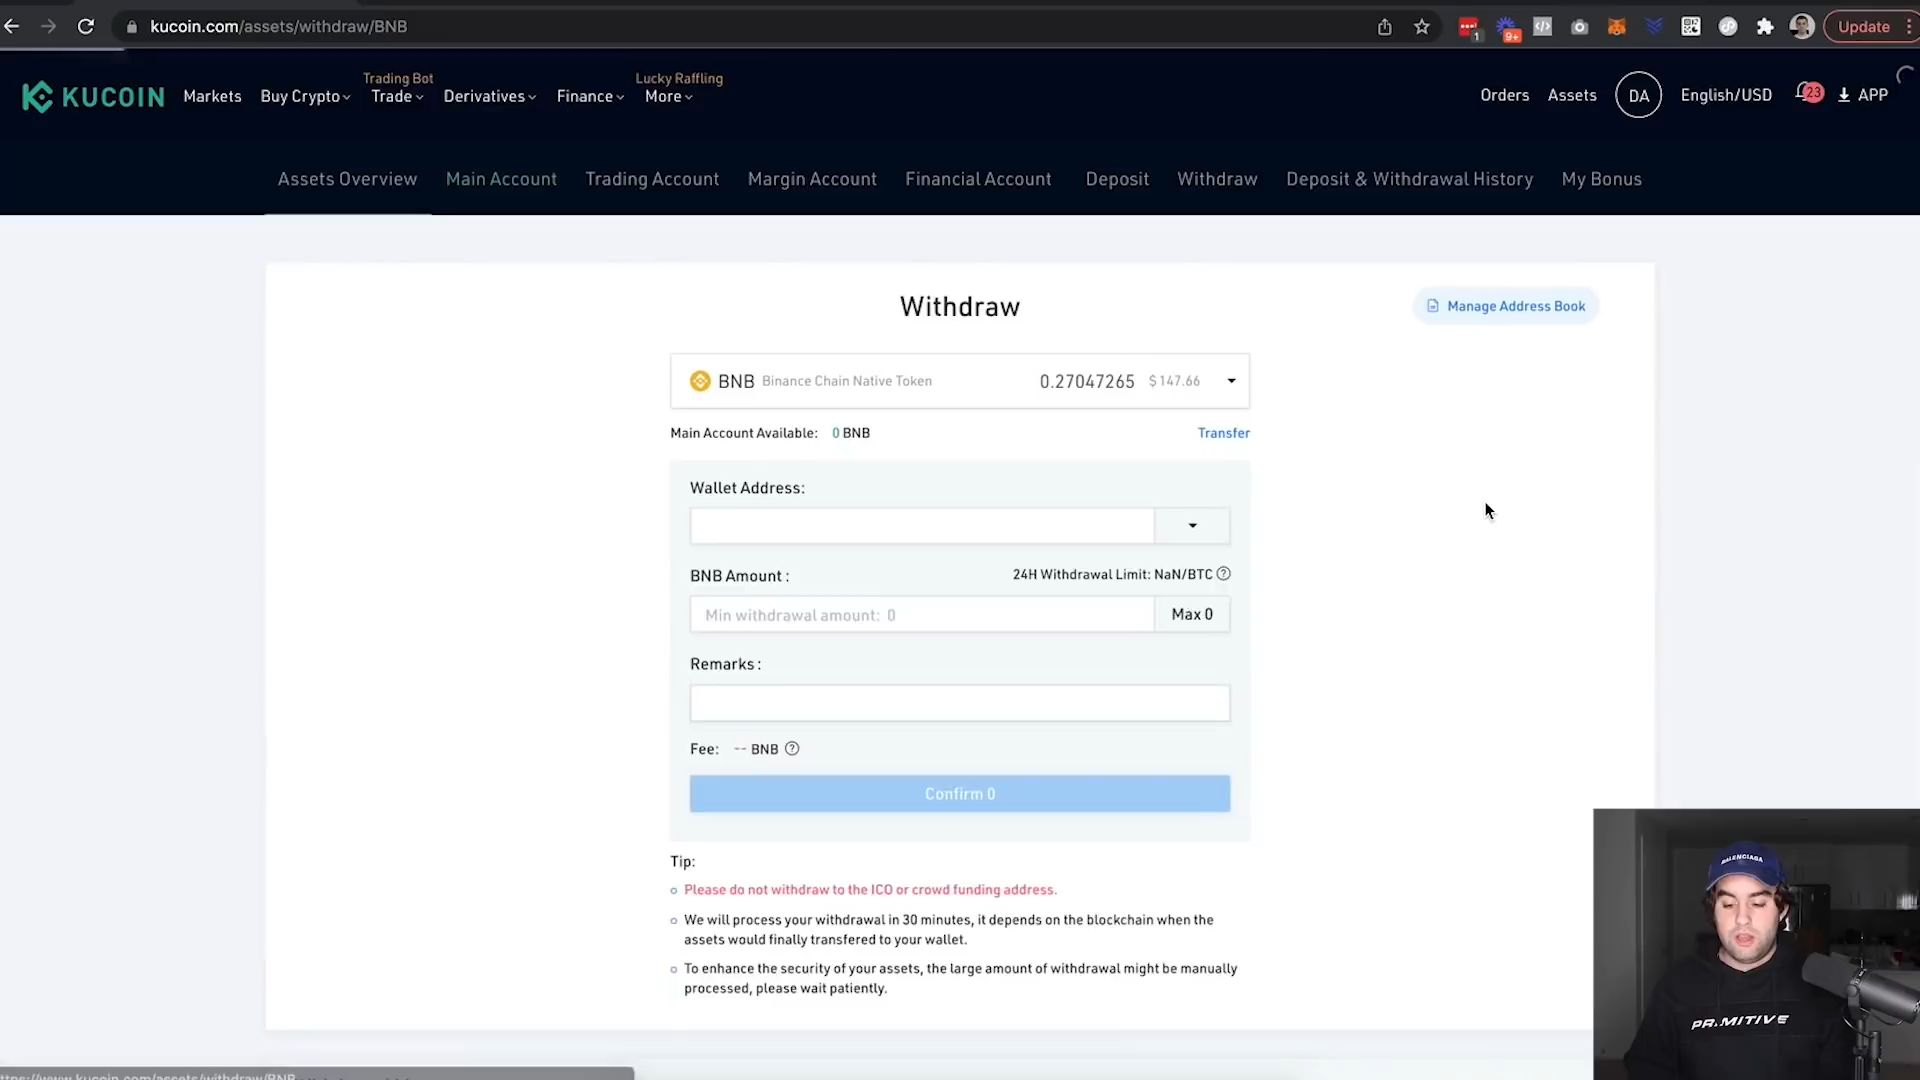 kucoin.com/assets/withdraw/BNB
1
9+
Update
KUCOIN
Markets
Buy Crypto
Trading Bot
Trade
Derivatives
Finance
Lucky Raffling
More
Orders
Assets
DA
English/USD
23
APP
Assets Overview
Main Account
Trading Account
Margin Account
Financial Account
Deposit
Withdraw
Deposit & Withdrawal History
My Bonus
Withdraw
Manage Address Book
BNB Binance Chain Native Token 0.27047265 $147.66
Main Account Available: 0 BNB
Transfer
Wallet Address:
BNB Amount :
24H Withdrawal Limit: NaN/BTC
Min withdrawal amount: 0
Max 0
Remarks :
Fee: -- BNB
Confirm 0
Tip:
Please do not withdraw to the ICO or crowd funding address.
We will process your withdrawal in 30 minutes, it depends on the blockchain when the
assets would finally transfered to your wallet.
To enhance the security of your assets, the large amount of withdrawal might be manually
processed, please wait patiently.
BALENCIAGA
PR.MITIVE